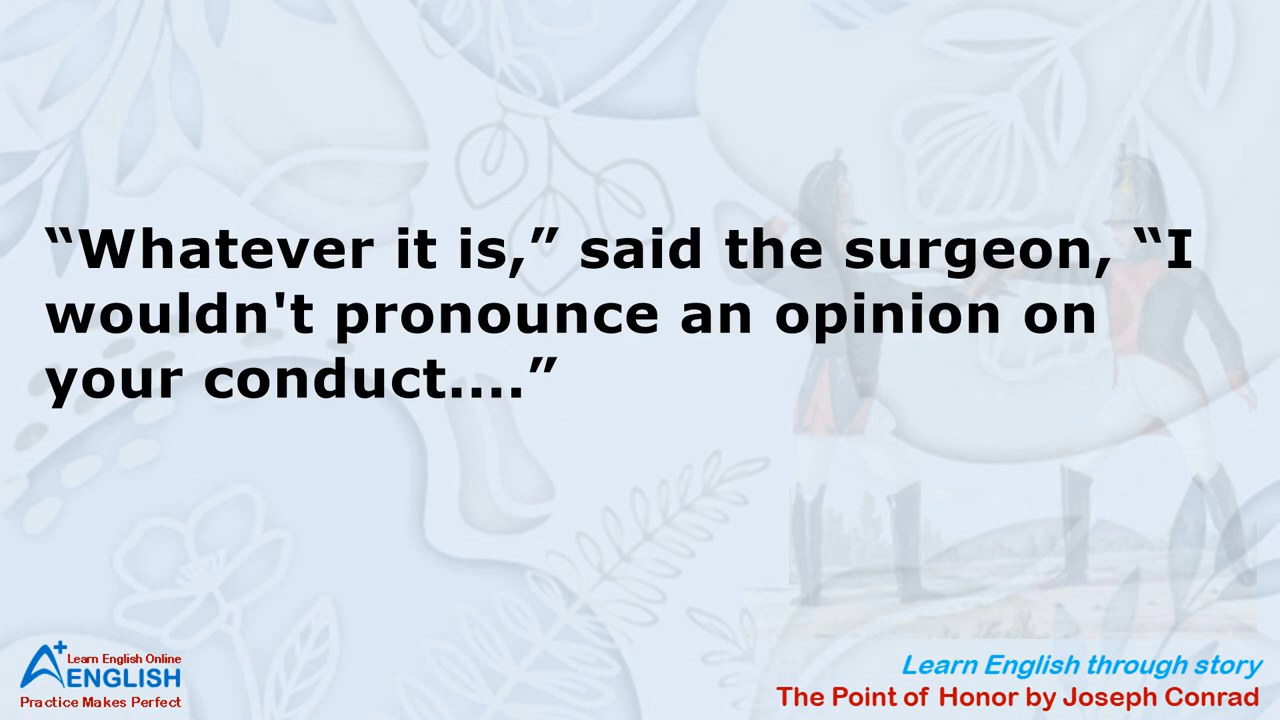 “Whatever it is,” said the surgeon, “I
wouldn't pronounce an opinion on
your conduct....”
A+ Learn English Online
ENGLISH
Practice Makes Perfect
Learn English through story
The Point of Honor by Joseph Conrad